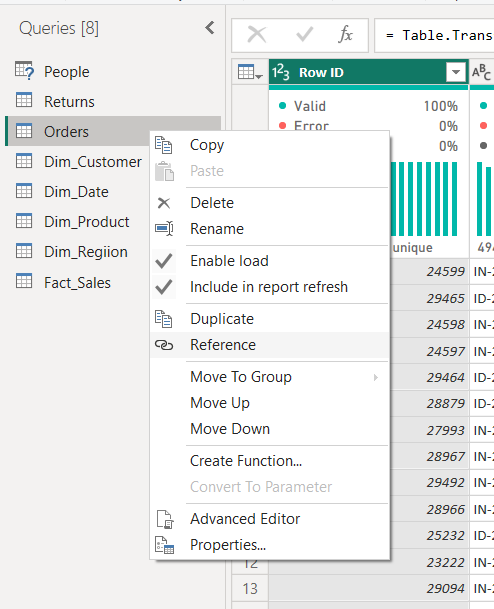 Queries [8]
= Table.Trans
People
Returns
Orders
Dim_Customer
Dim_Date
Dim_Product
Dim_Regiion
Fact_Sales
1 2 3 Row ID
A B C
Valid 100%
Error 0%
0%
unique
494
Copy
Paste
Delete
Rename
Enable load
Include in report refresh
Duplicate
Reference
Move To Group
Move Up
Move Down
Create Function...
Convert To Parameter
Advanced Editor
Properties...
24599 IN-2
29465 ID-2
24598 IN-2
24597 IN-2
29464 ID-2
28879 ID-2
27993 IN-2
28967 IN-2
29492 IN-2
28966 IN-2
25232 ID-2
12 23222 IN-2
13 29094 IN-2